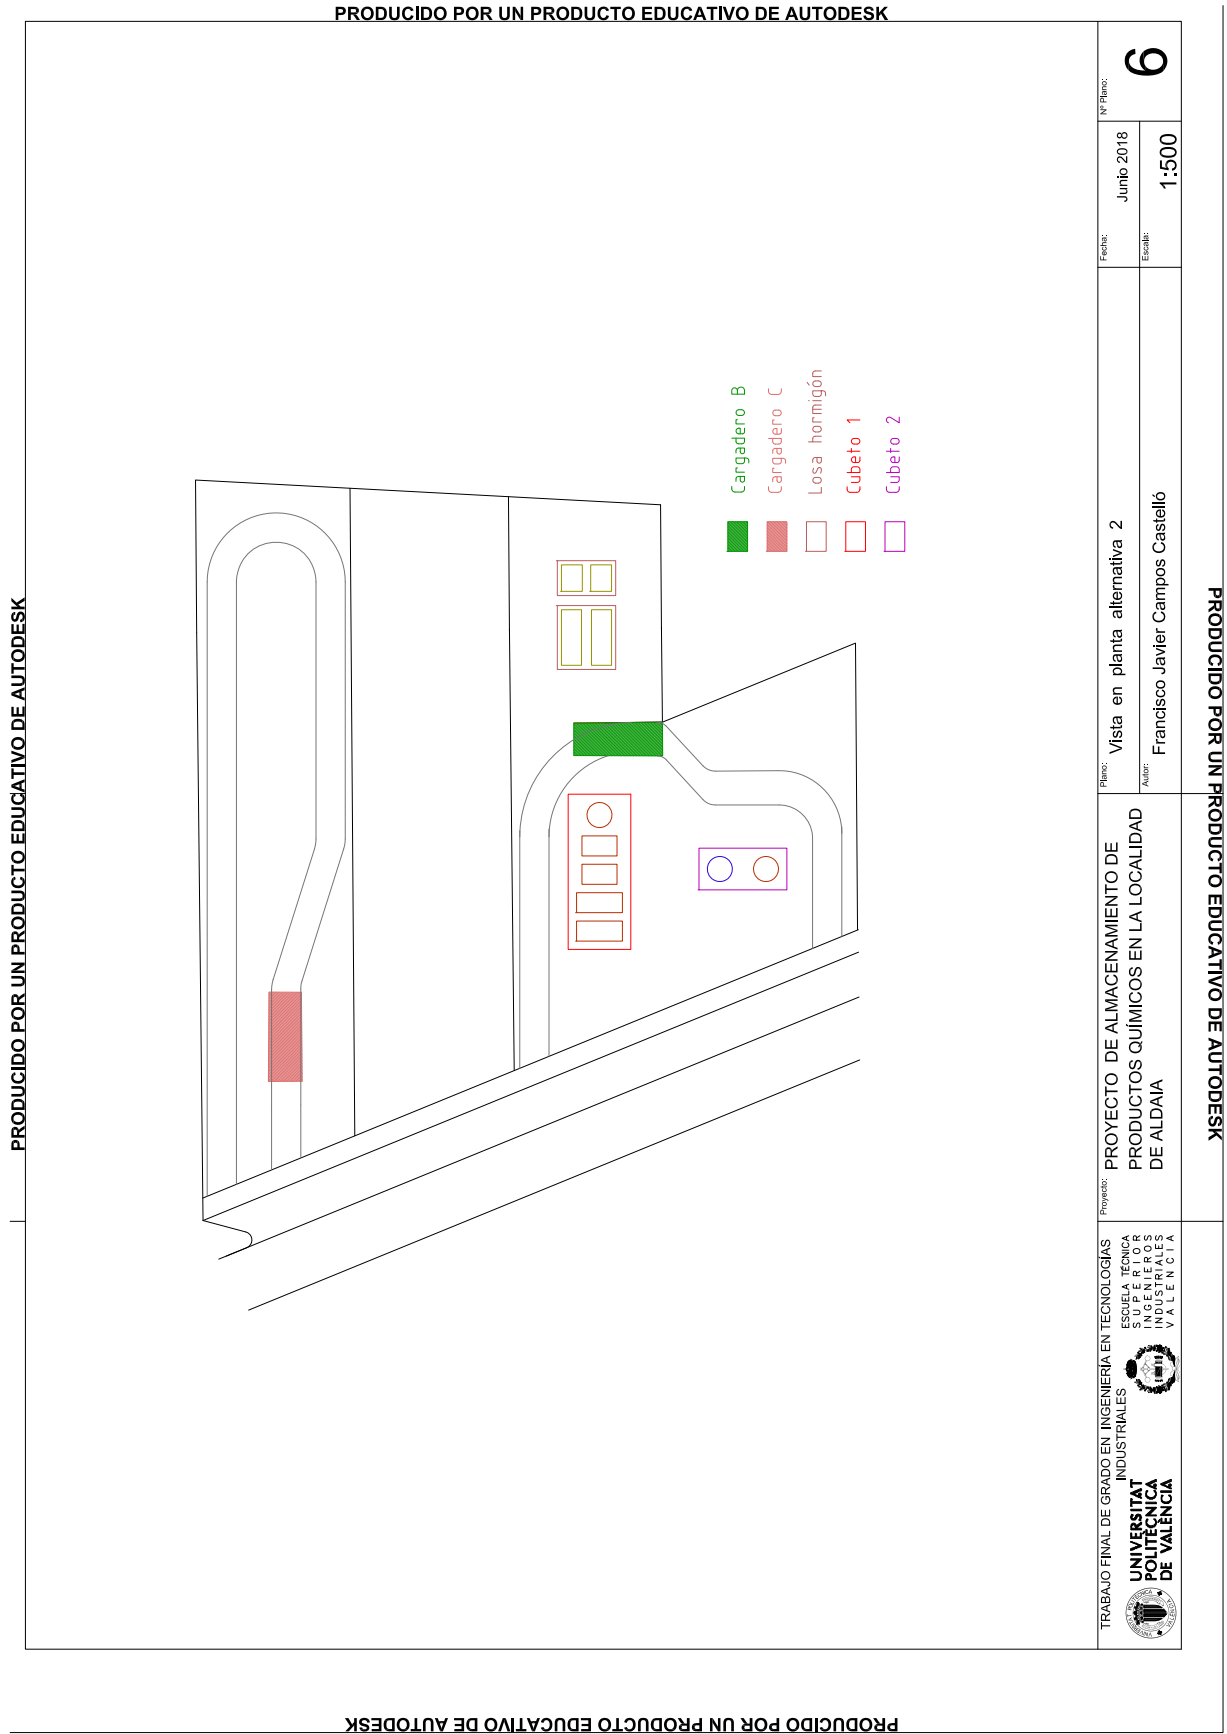 PRODUCIDO POR UN PRODUCTO EDUCATIVO DE AUTODESK
PRODUCIDO POR UN PRODUCTO EDUCATIVO DE AUTODESK
PRODUCIDO POR UN PRODUCTO EDUCATIVO DE AUTODESK
PRODUCIDO POR UN PRODUCTO EDUCATIVO DE AUTODESK
Cargadero B
Cargadero C
Losa hormigón
Cubeto 1
Cubeto 2
TRABAJO FINAL DE GRADO EN INGENIERÍA EN TECNOLOGÍAS
INDUSTRIALES
UNIVERSITAT
POLITÈCNICA
DE VALÈNCIA
ESCUELA TÉCNICA
SUPERIOR
INGENIEROS
INDUSTRIALES
VALENCIA
Proyecto:
PROYECTO DE ALMACENAMIENTO DE
PRODUCTOS QUÍMICOS EN LA LOCALIDAD
DE ALDAIA
Plano:
Vista en planta alternativa 2
Autor:
Francisco Javier Campos Castelló
Fecha:
Junio 2018
Escala:
1:500
Nº Plano:
6